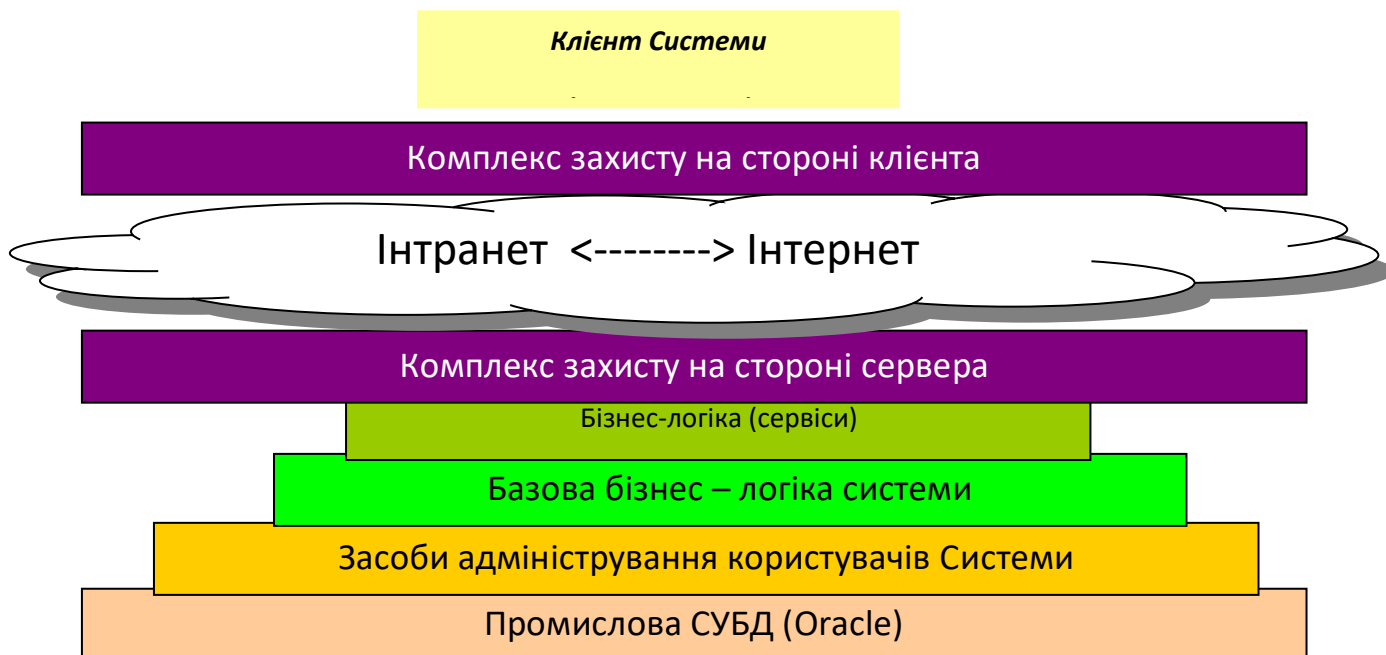 Клієнт Системи
Комплекс захисту на стороні клієнта
Інтранет <--------> Інтернет
Комплекс захисту на стороні сервера
Бізнес-логіка (сервіси)
Базова бізнес – логіка системи
Засоби адміністрування користувачів Системи
Промислова СУБД (Oracle)